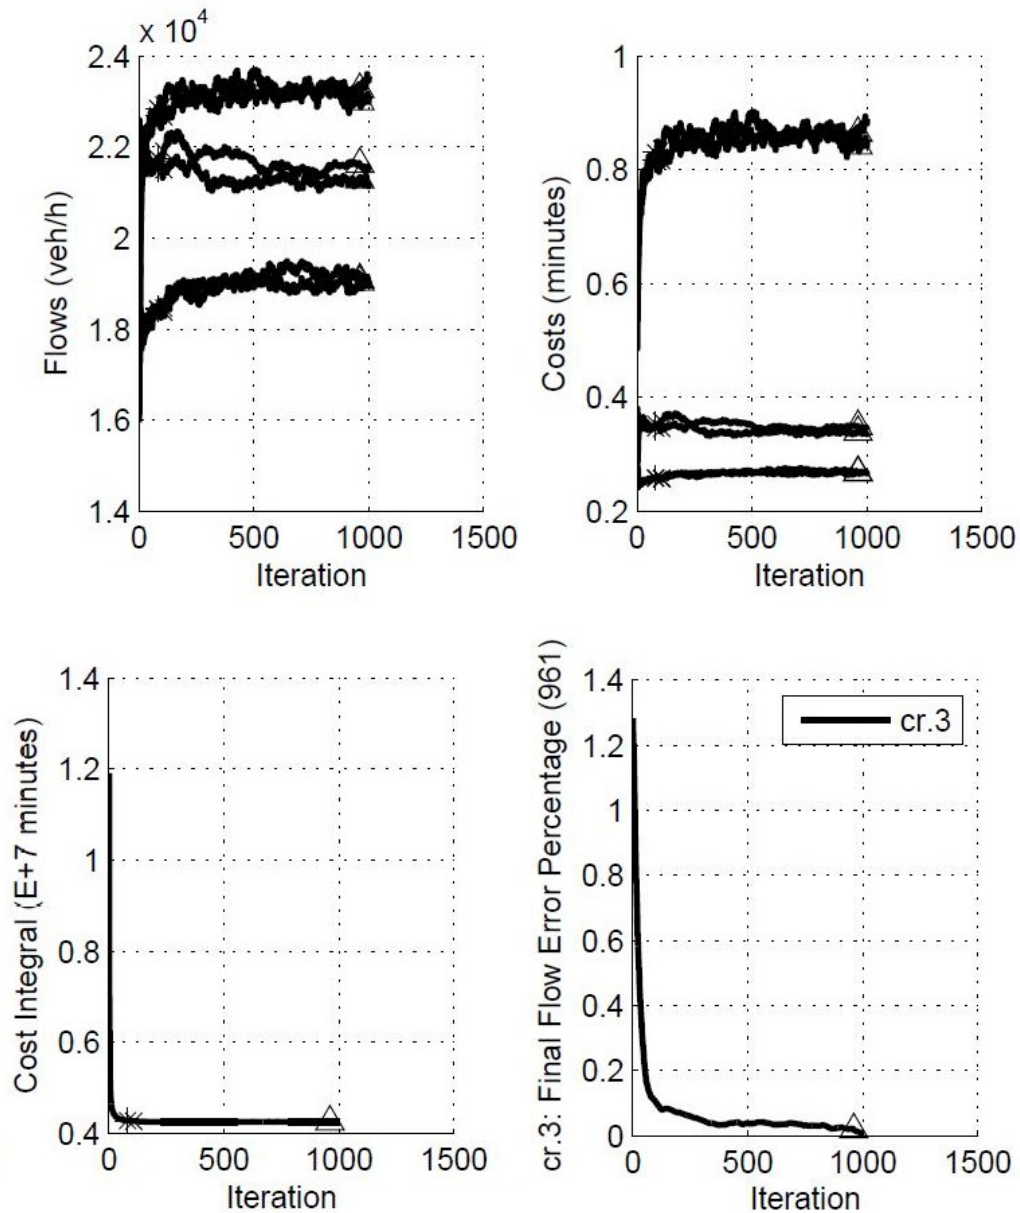 x 10^4
2.4
2.2
2
1.8
1.6
1.4
0 500 1000 1500
Iteration
Flows (veh/h)
1
0.8
0.6
0.4
0.2
0 500 1000 1500
Iteration
Costs (minutes)
1.4
1.2
1
0.8
0.6
0.4
0 500 1000 1500
Iteration
Cost Integral (E+7 minutes)
1.4
1.2
1
0.8
0.6
0.4
0.2
0
0 500 1000 1500
Iteration
cr.3: Final Flow Error Percentage (961)
cr.3